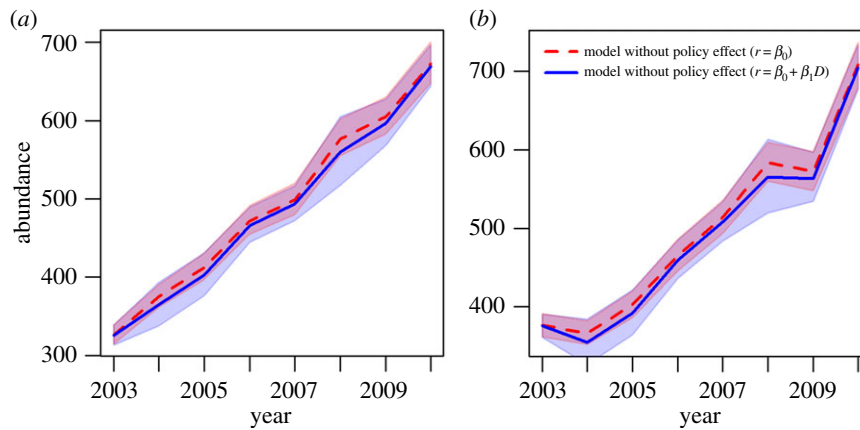 (a)
700
600
500
400
300
abundance
2003
2005
2007
2009
year
(b)
model without policy effect (r = β0)
model without policy effect (r = β0 + β1D)
700
600
500
400
2003
2005
2007
2009
year